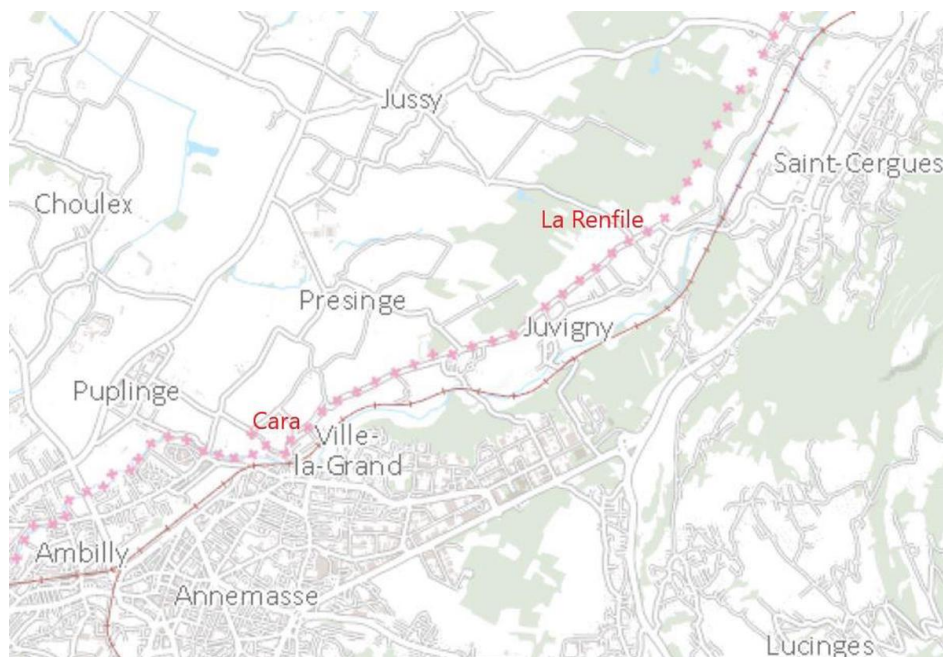 Jussy
Saint-Cergues
Choulex
La Renfile
Presinge
Juvigny
Puplinge
Cara
Ville-
la-Grand
Ambilly
Annemasse
Lucinges